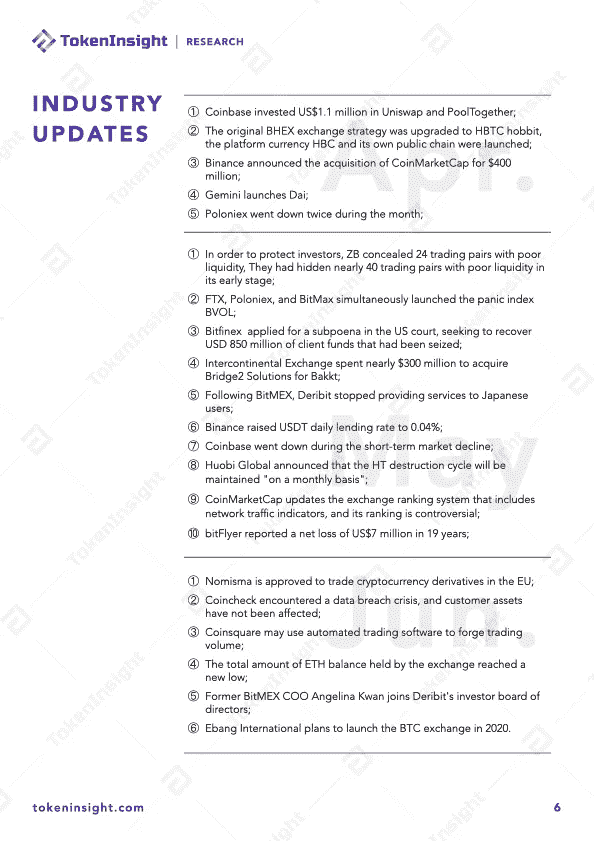 TokenInsight | RESEARCH
INDUSTRY
UPDATES
Apr.
① Coinbase invested US$1.1 million in Uniswap and PoolTogether;
② The original BHEX exchange strategy was upgraded to HBTC hobbit,
the platform currency HBC and its own public chain were launched;
③ Binance announced the acquisition of CoinMarketCap for $400
million;
④ Gemini launches Dai;
⑤ Poloniex went down twice during the month;
May
① In order to protect investors, ZB concealed 24 trading pairs with poor
liquidity, They had hidden nearly 40 trading pairs with poor liquidity in
its early stage;
② FTX, Poloniex, and BitMax simultaneously launched the panic index
BVOL;
③ Bitfinex applied for a subpoena in the US court, seeking to recover
USD 850 million of client funds that had been seized;
④ Intercontinental Exchange spent nearly $300 million to acquire
Bridge2 Solutions for Bakkt;
⑤ Following BitMEX, Deribit stopped providing services to Japanese
users;
⑥ Binance raised USDT daily lending rate to 0.04%;
⑦ Coinbase went down during the short-term market decline;
⑧ Huobi Global announced that the HT destruction cycle will be
maintained "on a monthly basis";
⑨ CoinMarketCap updates the exchange ranking system that includes
network traffic indicators, and its ranking is controversial;
⑩ bitFlyer reported a net loss of US$7 million in 19 years;
Jun.
① Nomisma is approved to trade cryptocurrency derivatives in the EU;
② Coincheck encountered a data breach crisis, and customer assets
have not been affected;
③ Coinsquare may use automated trading software to forge trading
volume;
④ The total amount of ETH balance held by the exchange reached a
new low;
⑤ Former BitMEX COO Angelina Kwan joins Deribit's investor board of
directors;
⑥ Ebang International plans to launch the BTC exchange in 2020.
tokeninsight.com
6